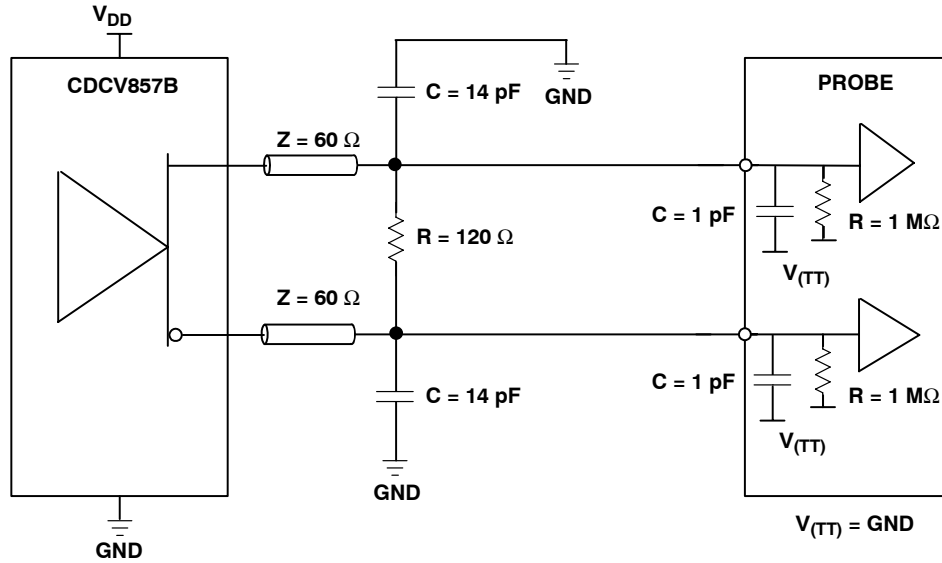 V_DD
CDCV857B
C = 14 pF
GND
PROBE
Z = 60 Ω
C = 1 pF
R = 1 MΩ
V_(TT)
R = 120 Ω
Z = 60 Ω
C = 14 pF
C = 1 pF
R = 1 MΩ
V_(TT)
GND
GND
V_(TT) = GND